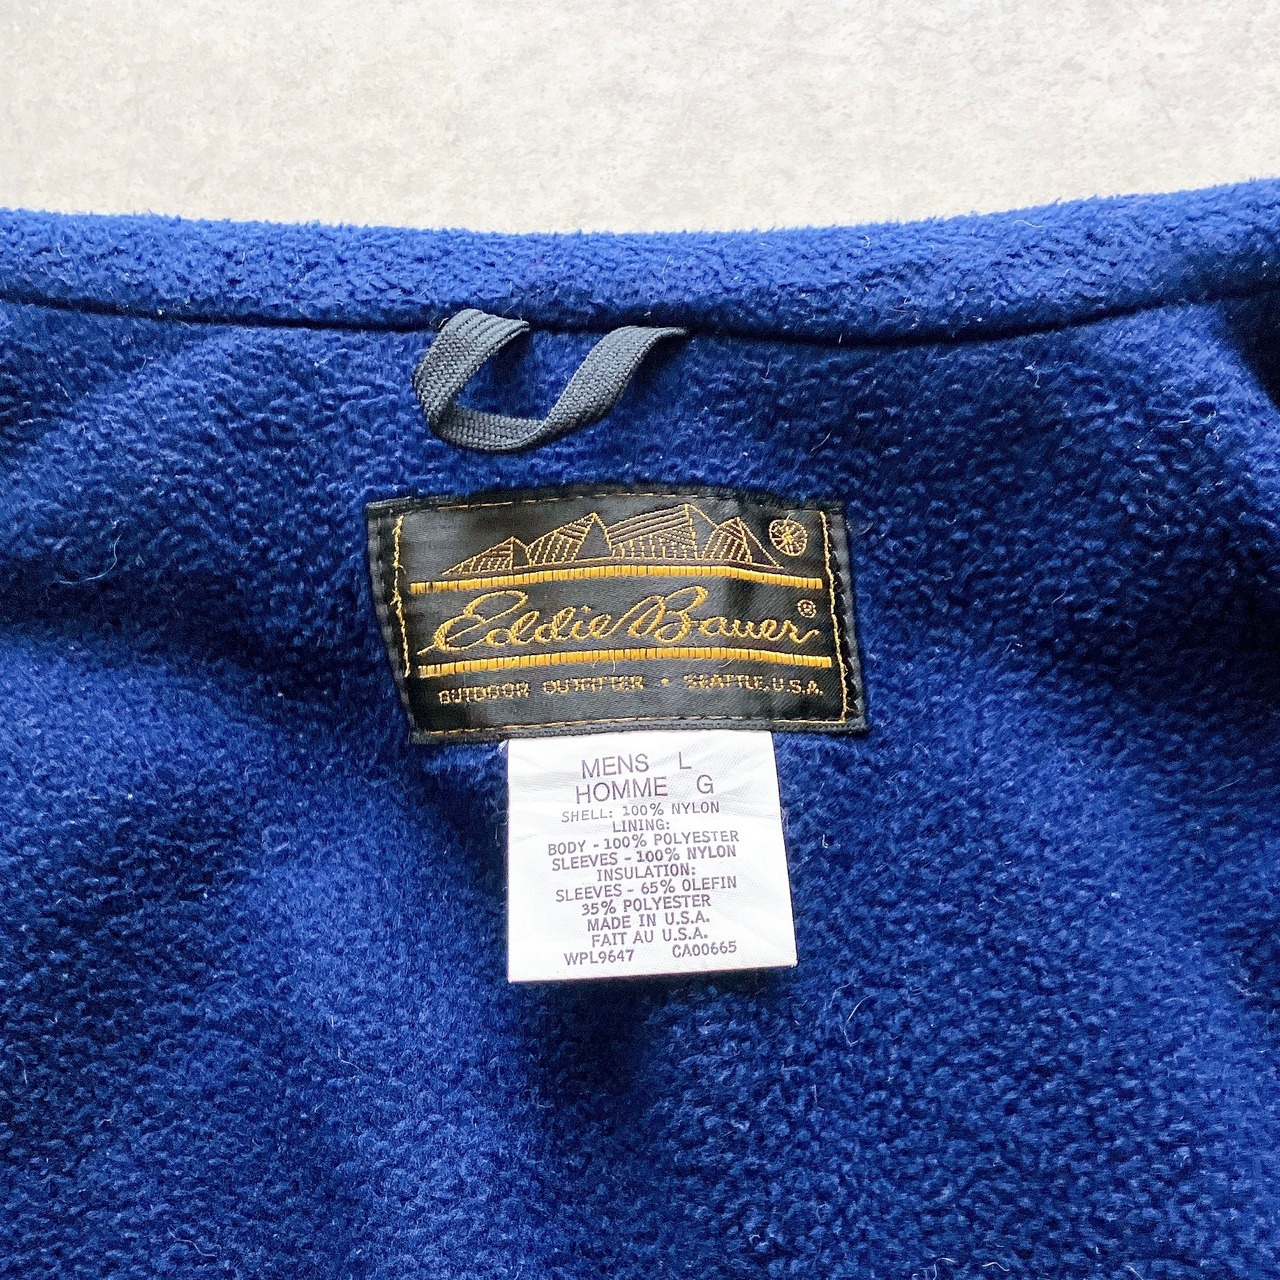 Eddie Bauer®
OUTDOOR OUTFITTER • SEATTLE, U.S.A.
MENS L
HOMME G
SHELL: 100% NYLON
LINING:
BODY - 100% POLYESTER
SLEEVES - 100% NYLON
INSULATION:
SLEEVES - 65% OLEFIN
35% POLYESTER
MADE IN U.S.A.
FAIT AU U.S.A.
WPL9647 CA00665